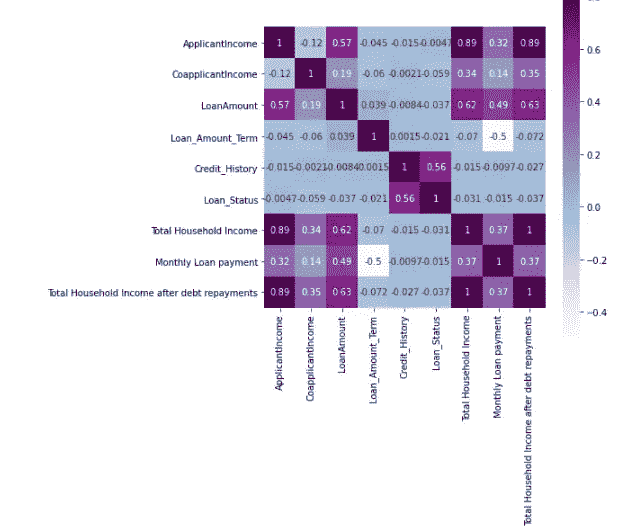 ApplicantIncome 1 -0.12 0.57 -0.045 -0.015 -0.0047 0.89 0.32 0.89
CoapplicantIncome -0.12 1 0.19 -0.06 -0.0021 -0.059 0.34 0.14 0.35
LoanAmount 0.57 0.19 1 0.039 -0.0084 -0.037 0.62 0.49 0.63
Loan_Amount_Term -0.045 -0.06 0.039 1 0.0015 -0.021 -0.07 -0.5 -0.072
Credit_History -0.015 -0.0021 -0.0084 0.0015 1 0.56 -0.015 -0.0097 -0.027
Loan_Status -0.0047 -0.059 -0.037 -0.021 0.56 1 -0.031 -0.015 -0.037
Total Household Income 0.89 0.34 0.62 -0.07 -0.015 -0.031 1 0.37 1
Monthly Loan payment 0.32 0.14 0.49 -0.5 -0.0097 -0.015 0.37 1 0.37
Total Household Income after debt repayments 0.89 0.35 0.63 -0.072 -0.027 -0.037 1 0.37 1
ApplicantIncome
CoapplicantIncome
LoanAmount
Loan_Amount_Term
Credit_History
Loan_Status
Total Household Income
Monthly Loan payment
Total Household Income after debt repayments
0.6
0.4
0.2
0.0
−0.2
−0.4